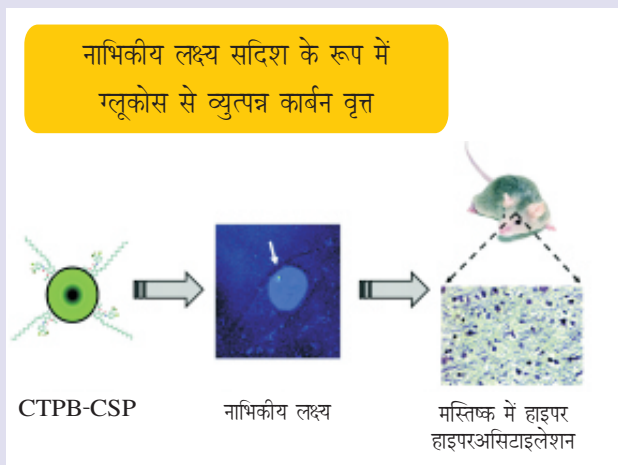 नाभिकीय लक्ष्य सदिश के रूप में
ग्लूकोस से व्युत्पन्न कार्बन वृत्त
CTPB-CSP
नाभिकीय लक्ष्य
मस्तिष्क में हाइपर
हाइपरअसिटाइलेशन